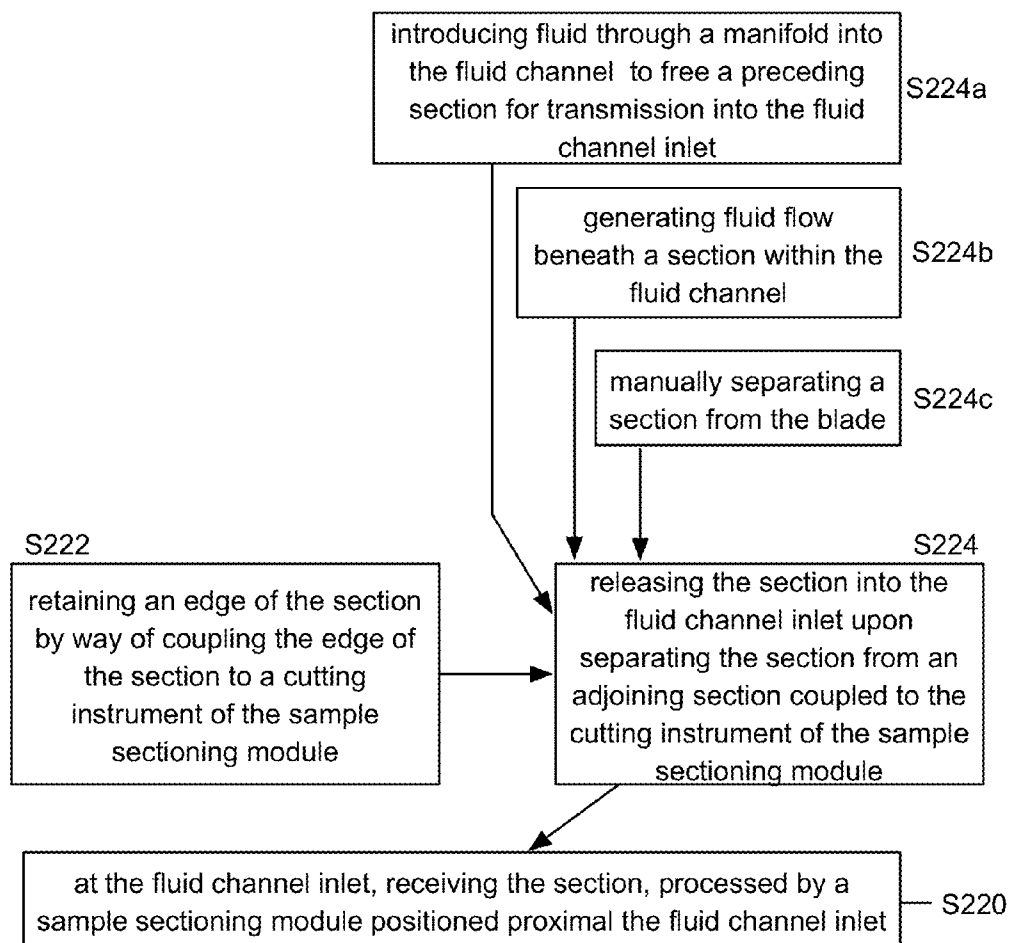 introducing fluid through a manifold into
the fluid channel to free a preceding
section for transmission into the fluid
channel inlet
S224a
generating fluid flow
beneath a section within the
fluid channel
S224b
manually separating a
section from the blade
S224c
S222
retaining an edge of the section
by way of coupling the edge of
the section to a cutting
instrument of the sample
sectioning module
S224
releasing the section into the
fluid channel inlet upon
separating the section from an
adjoining section coupled to the
cutting instrument of the sample
sectioning module
at the fluid channel inlet, receiving the section, processed by a
sample sectioning module positioned proximal the fluid channel inlet
S220